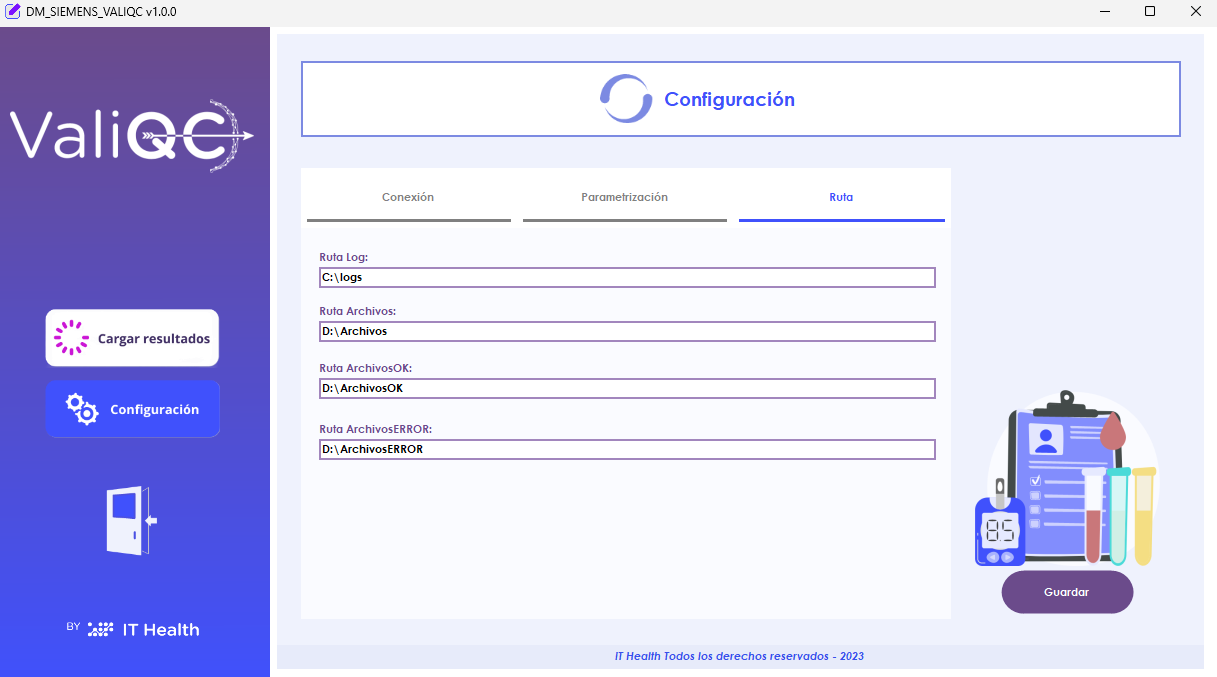 DM_SIEMENS_VALIQC v1.0.0
ValiQC
Cargar resultados
Configuración
BY IT Health
Configuración
Conexión Parametrización Ruta
Ruta Log:
C:\logs
Ruta Archivos:
D:\Archivos
Ruta ArchivosOK:
D:\ArchivosOK
Ruta ArchivosERROR:
D:\ArchivosERROR
85
Guardar
IT Health Todos los derechos reservados - 2023